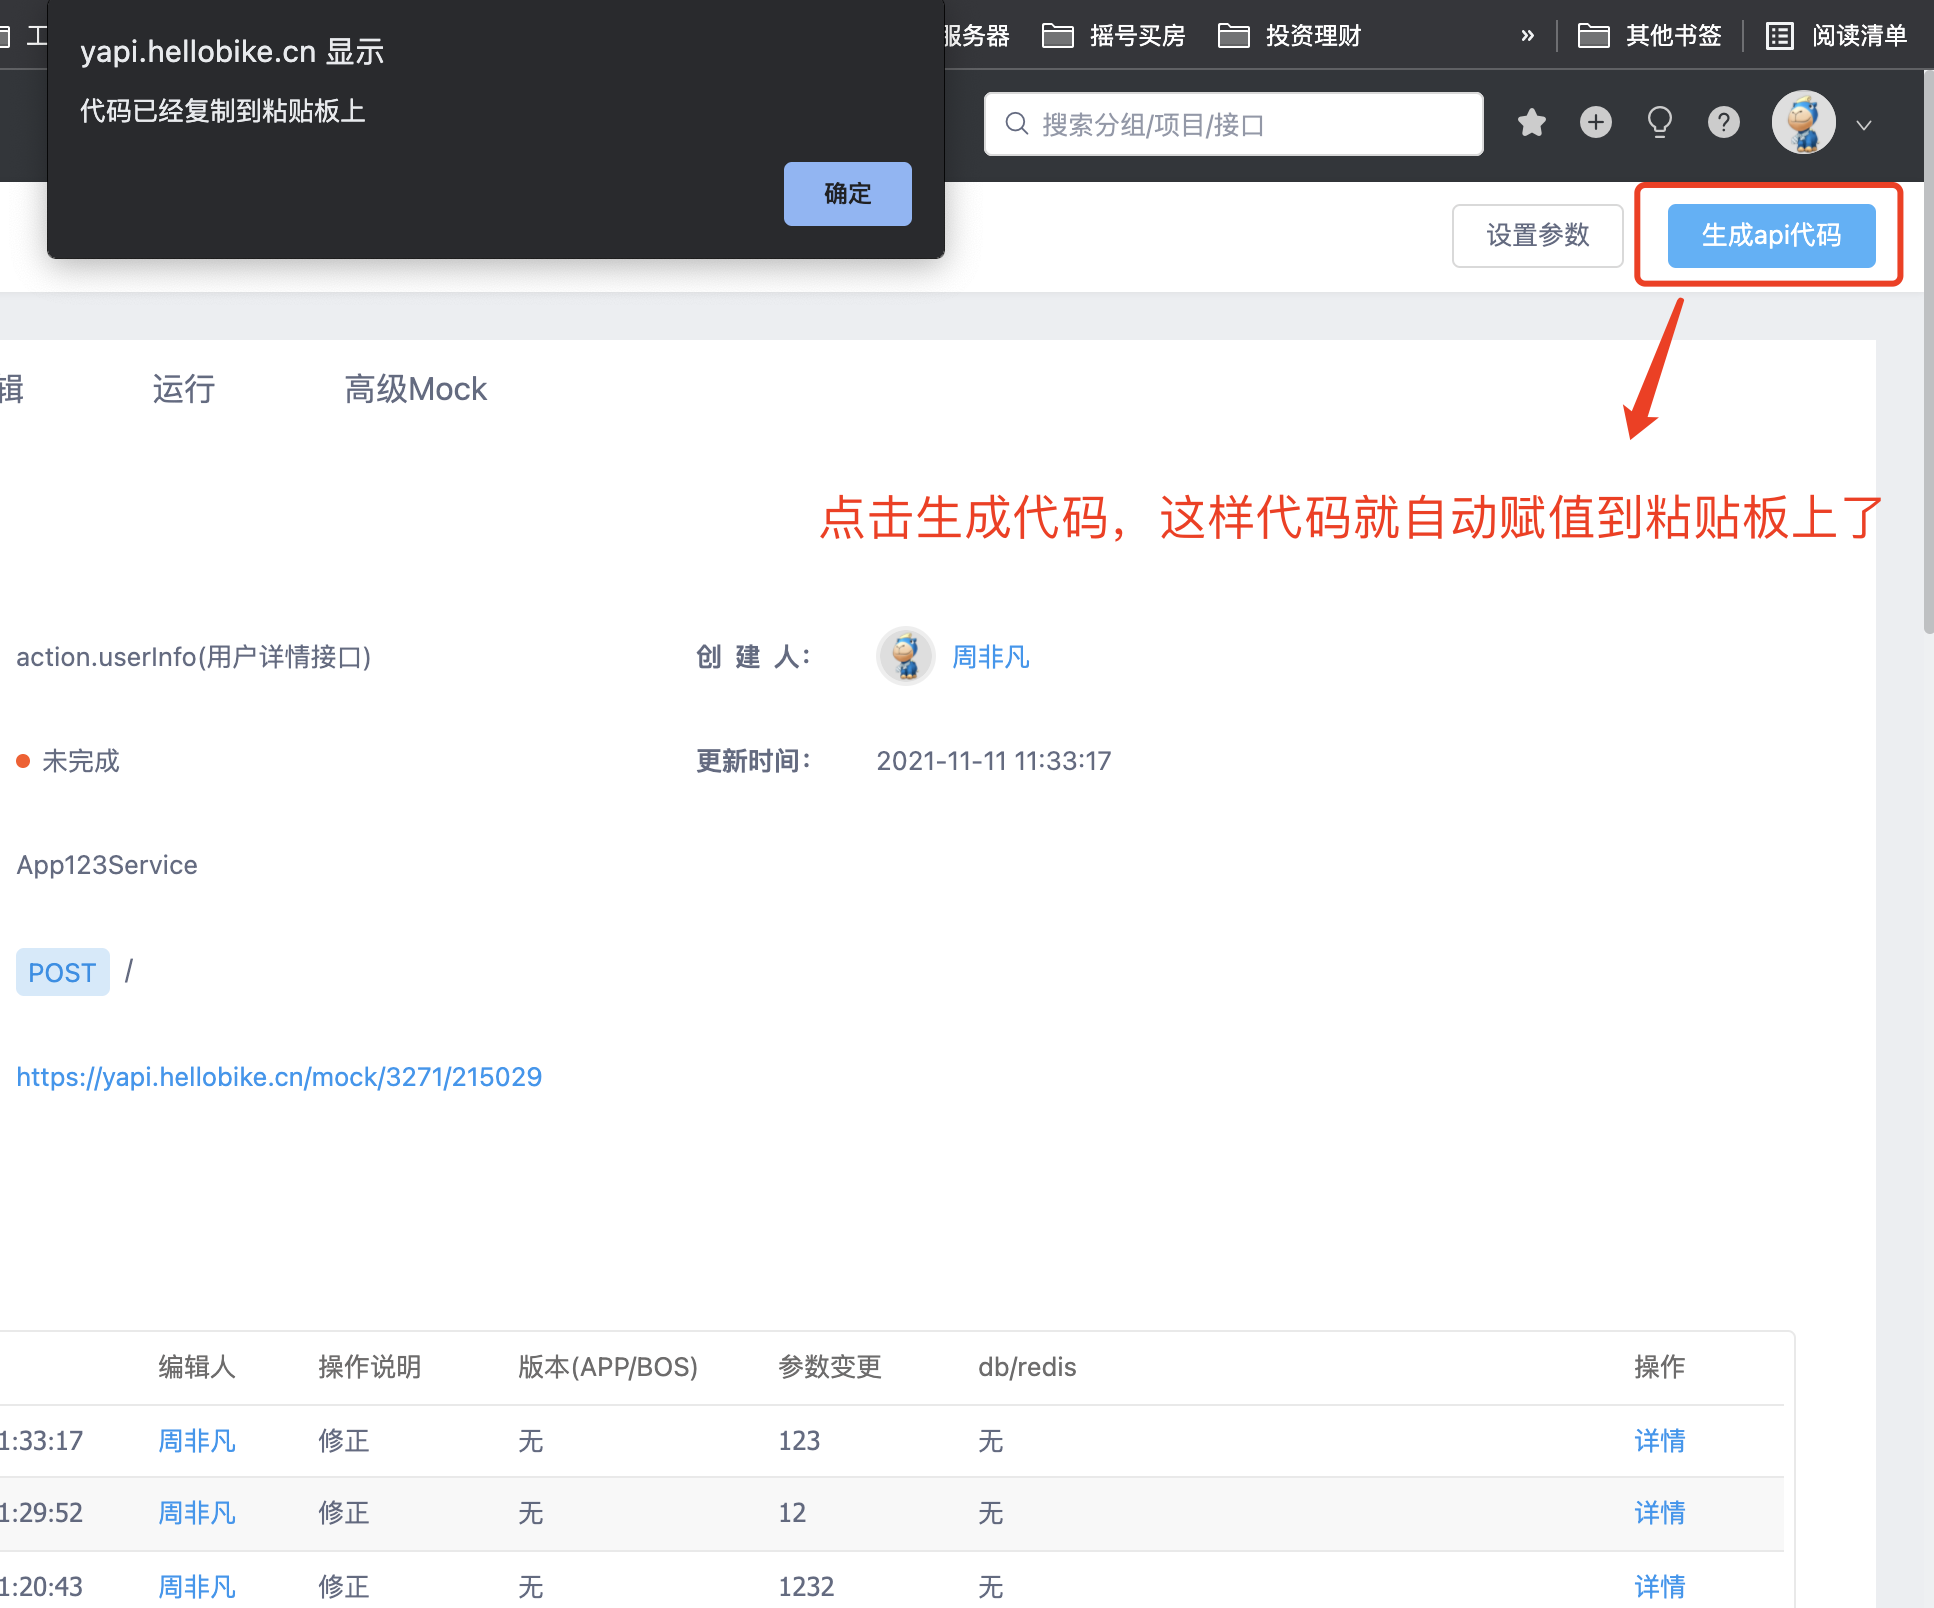 工
服务器
摇号买房
投资理财
»
其他书签
阅读清单
yapi.hellobike.cn 显示
代码已经复制到粘贴板上
确定
搜索分组/项目/接口
设置参数
生成api代码
辑
运行
高级Mock
点击生成代码，这样代码就自动赋值到粘贴板上了
action.userInfo(用户详情接口)
创 建 人：
周非凡
未完成
更新时间：
2021-11-11 11:33:17
App123Service
POST /
https://yapi.hellobike.cn/mock/3271/215029
编辑人 操作说明 版本(APP/BOS) 参数变更 db/redis 操作
1:33:17 周非凡 修正 无 123 无 详情
1:29:52 周非凡 修正 无 12 无 详情
1:20:43 周非凡 修正 无 1232 无 详情